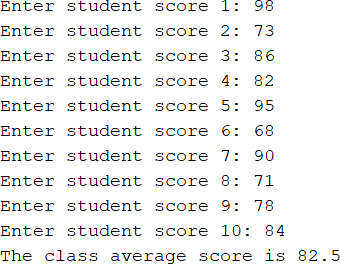 Enter student score 1: 98
Enter student score 2: 73
Enter student score 3: 86
Enter student score 4: 82
Enter student score 5: 95
Enter student score 6: 68
Enter student score 7: 90
Enter student score 8: 71
Enter student score 9: 78
Enter student score 10: 84
The class average score is 82.5